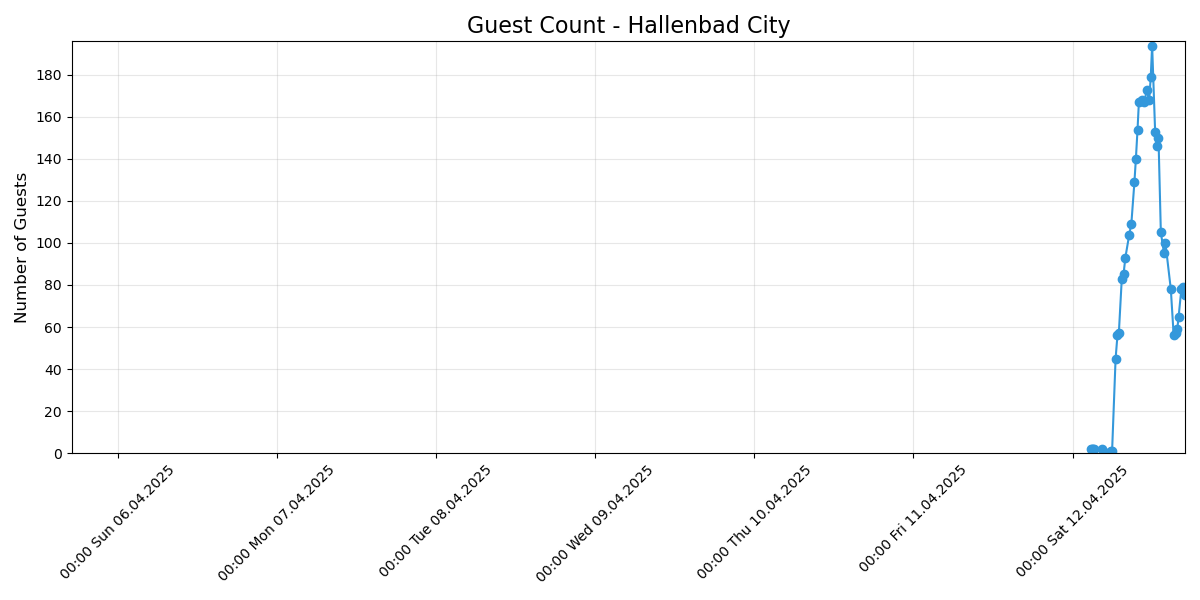 Guest Count - Hallenbad City
Number of Guests
180
160
140
120
100
80
60
40
20
0
00:00 Sun 06.04.2025
00:00 Mon 07.04.2025
00:00 Tue 08.04.2025
00:00 Wed 09.04.2025
00:00 Thu 10.04.2025
00:00 Fri 11.04.2025
00:00 Sat 12.04.2025